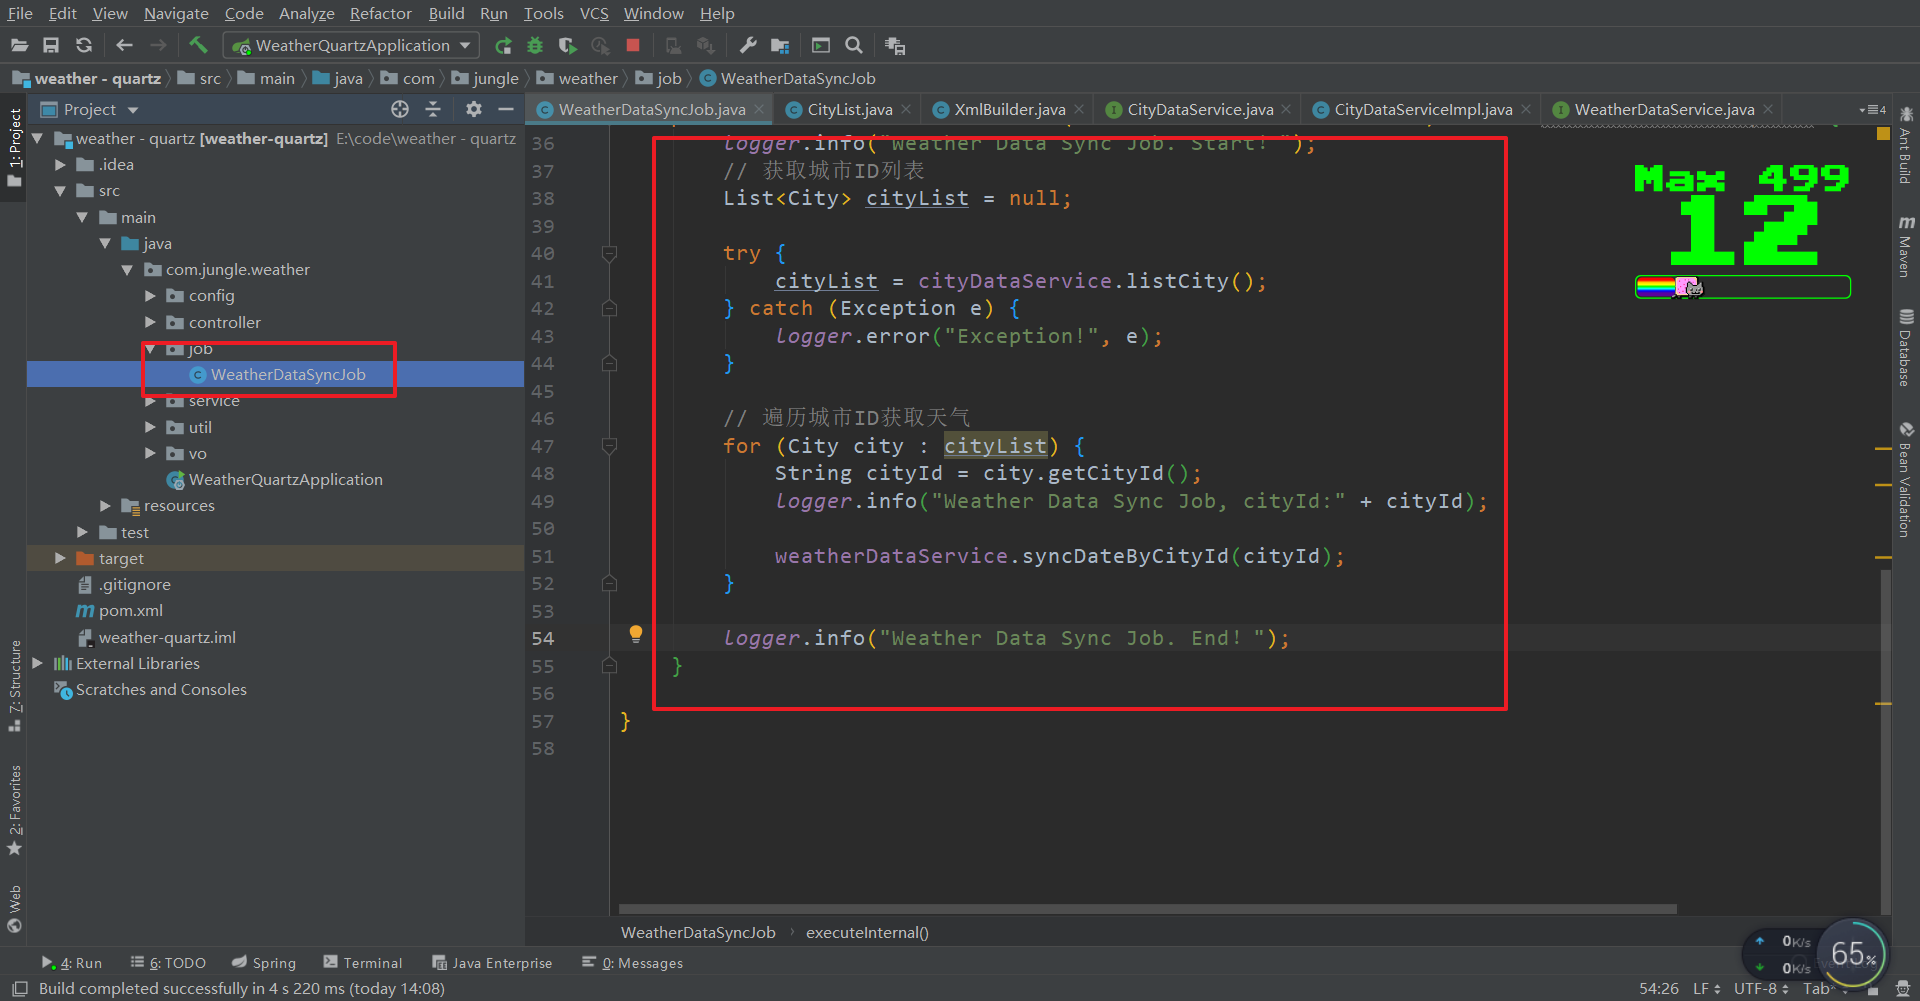 File Edit View Navigate Code Analyze Refactor Build Run Tools VCS Window Help
WeatherQuartzApplication
weather - quartz src main java com jungle weather job WeatherDataSyncJob
Project
WeatherDataSyncJob.java CityList.java XmlBuilder.java CityDataService.java CityDataServiceImpl.java WeatherDataService.java 4
1: Project
7: Structure
2: Favorites
Web
weather - quartz [weather-quartz] E:\code\weather - quartz
.idea
src
main
java
com.jungle.weather
config
controller
job
WeatherDataSyncJob
service
util
vo
WeatherQuartzApplication
resources
test
target
.gitignore
pom.xml
weather-quartz.iml
External Libraries
Scratches and Consoles
36 logger.info("Weather Data Sync Job. Start! ");
37 // 获取城市ID列表
38 List<City> cityList = null;
39
40 try {
41 cityList = cityDataService.listCity();
42 } catch (Exception e) {
43 logger.error("Exception!", e);
44 }
45
46 // 遍历城市ID获取天气
47 for (City city : cityList) {
48 String cityId = city.getCityId();
49 logger.info("Weather Data Sync Job, cityId:" + cityId);
50
51 weatherDataService.syncDateByCityId(cityId);
52 }
53
54 logger.info("Weather Data Sync Job. End! ");
55 }
56
57 }
58
Max 499
12
Ant Build
Maven
Database
Bean Validation
WeatherDataSyncJob executeInternal()
0K/s
0K/s
65%
4: Run 6: TODO Spring Terminal Java Enterprise 0: Messages
Build completed successfully in 4 s 220 ms (today 14:08)
54:26 LF UTF-8 Tab